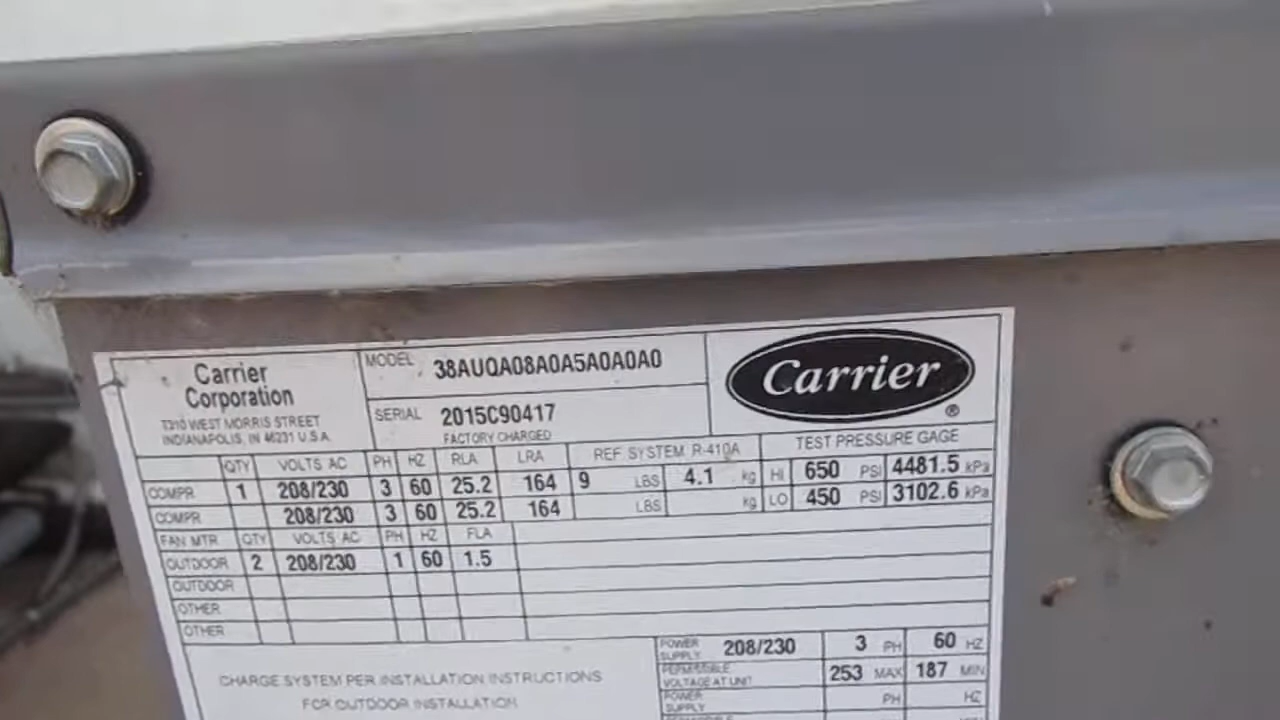 Carrier
Corporation
7310 WEST MORRIS STREET
INDIANAPOLIS, IN 46231 U.S.A.
MODEL 38AUQA08A0A5A0A0A0
SERIAL 2015C90417
FACTORY CHARGED
Carrier ®
QTY VOLTS AC PH HZ RLA LRA REF. SYSTEM R-410A TEST PRESSURE GAGE
COMPR 1 208/230 3 60 25.2 164 9 LBS 4.1 kg HI 650 PSI 4481.5 kPa
COMPR 208/230 3 60 25.2 164 LBS kg LO 450 PSI 3102.6 kPa
FAN MTR QTY VOLTS AC PH HZ FLA
OUTDOOR 2 208/230 1 60 1.5
OUTDOOR
OTHER
OTHER
POWER SUPPLY 208/230 3 PH 60 HZ
PERMISSIBLE VOLTAGE AT UNIT 253 MAX 187 MIN
POWER SUPPLY PH HZ
CHARGE SYSTEM PER INSTALLATION INSTRUCTIONS
FOR OUTDOOR INSTALLATION